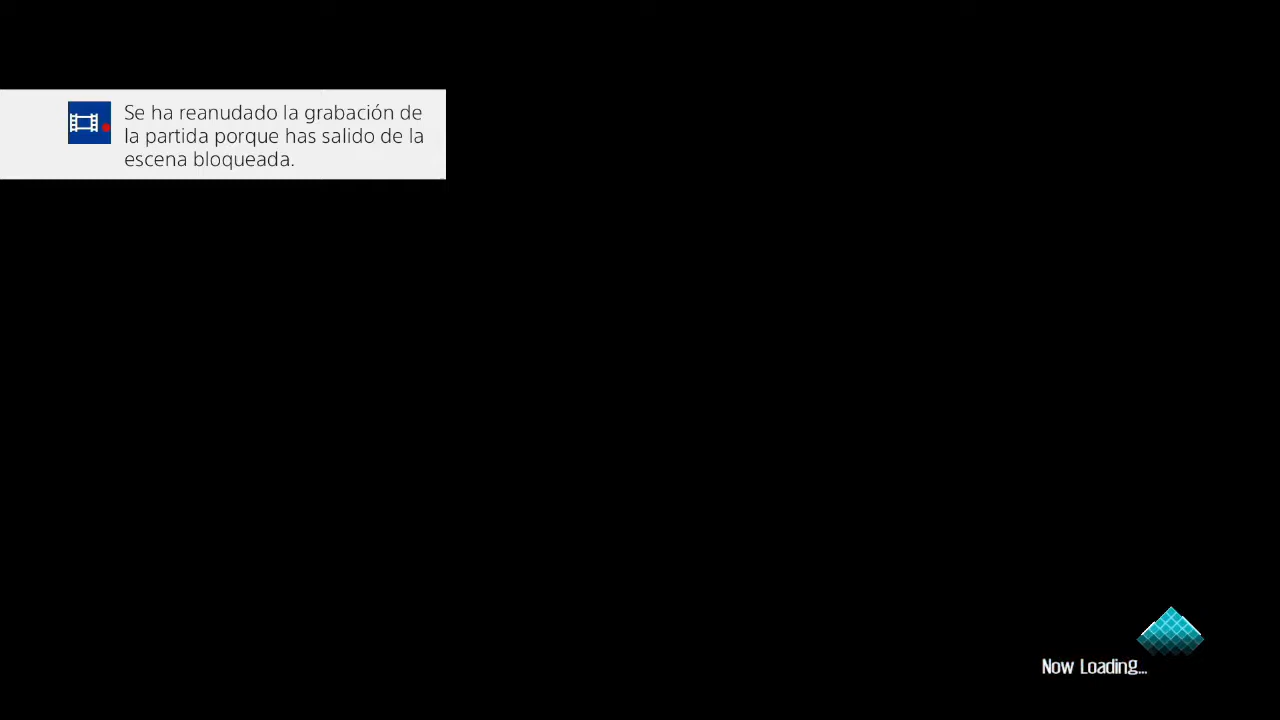 Se ha reanudado la grabación de
la partida porque has salido de la
escena bloqueada.
Now Loading...